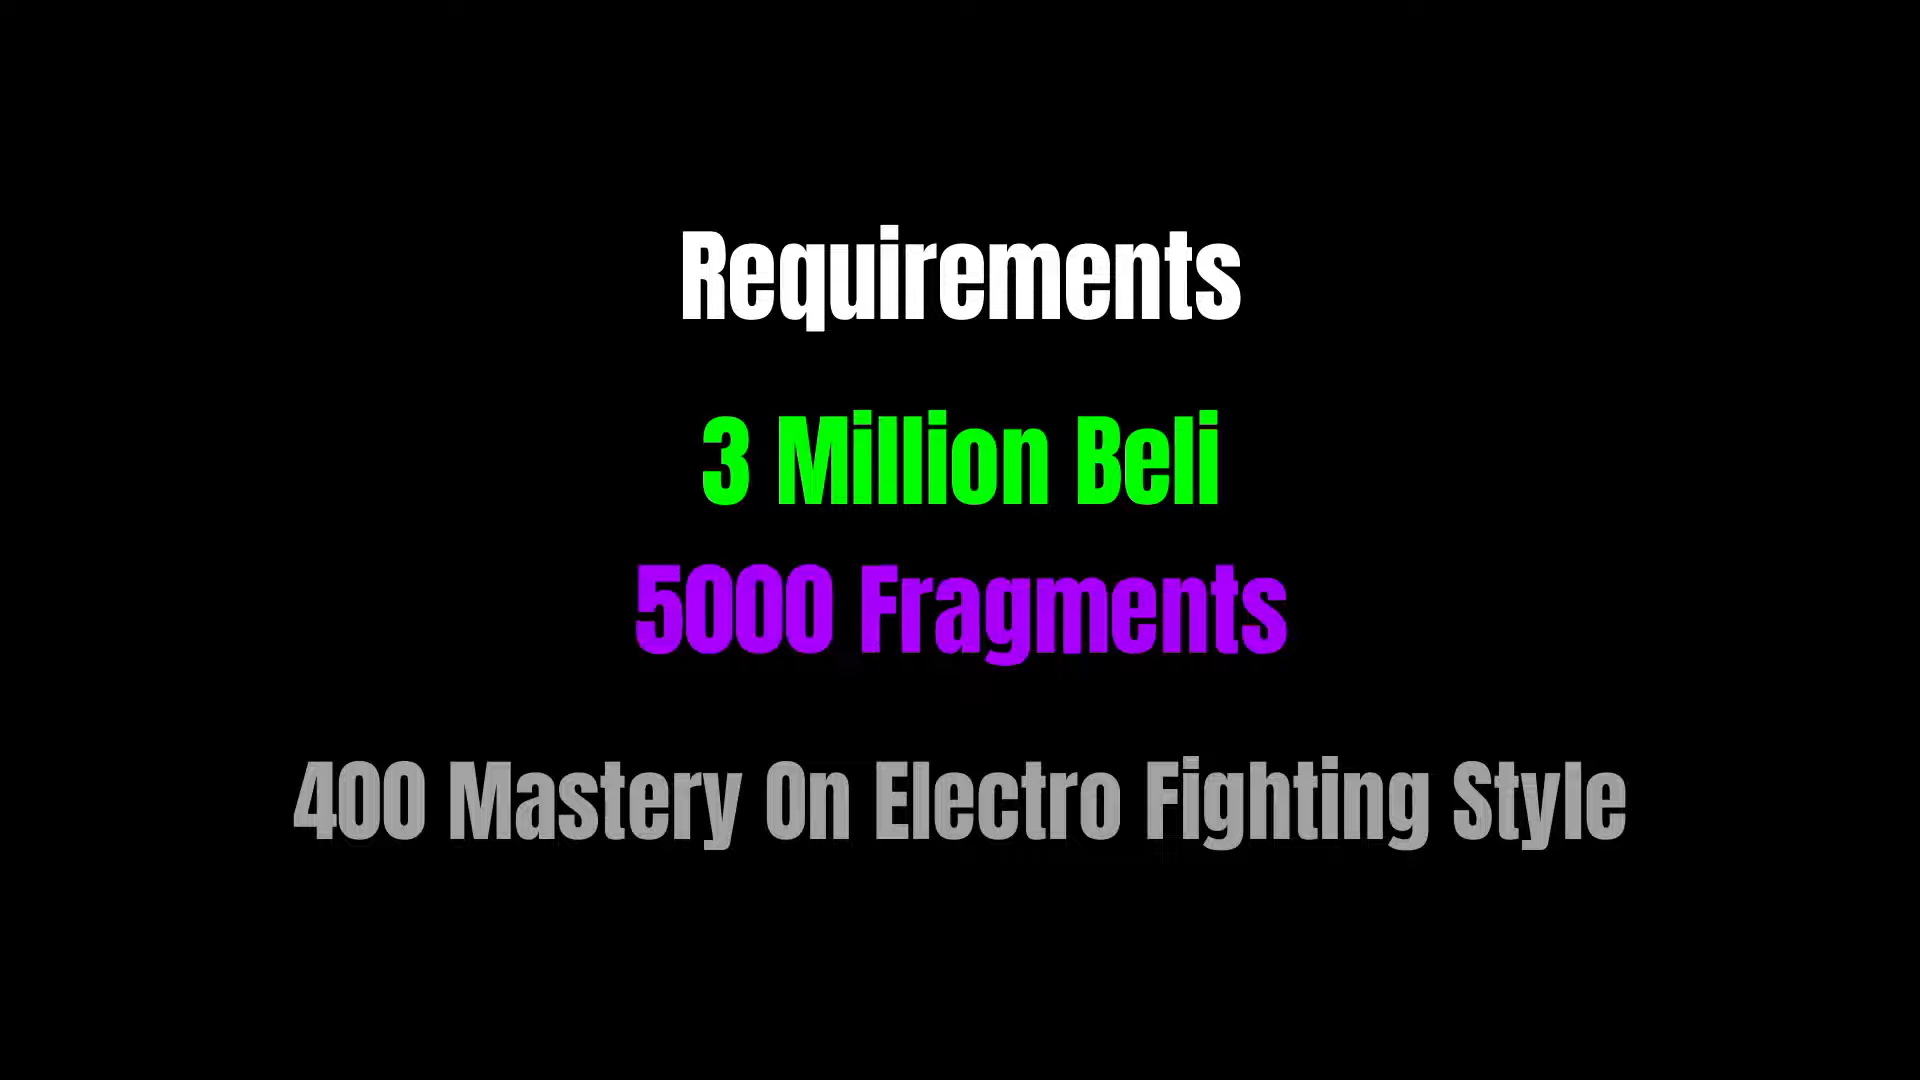 Requirements
3 Million Beli
5000 Fragments
400 Mastery On Electro Fighting Style